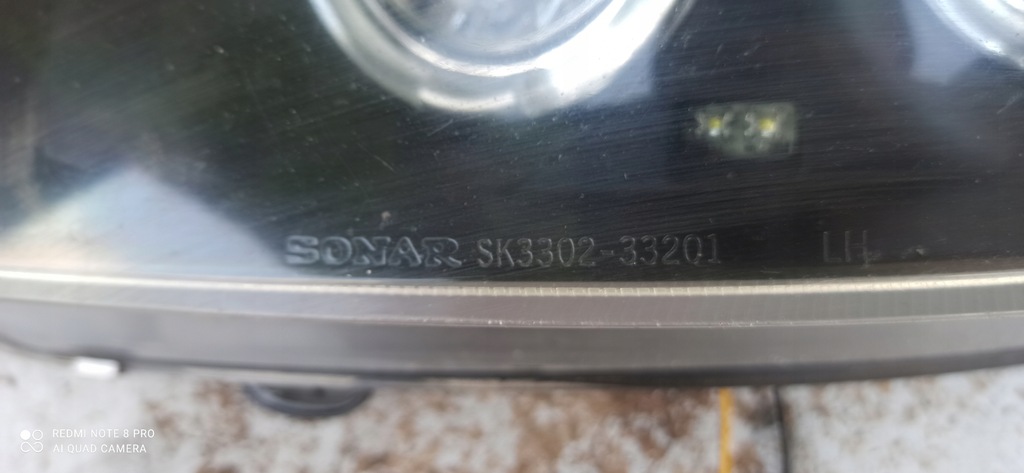 SONAR SK3302-33201 LH
REDMI NOTE 8 PRO
AI QUAD CAMERA